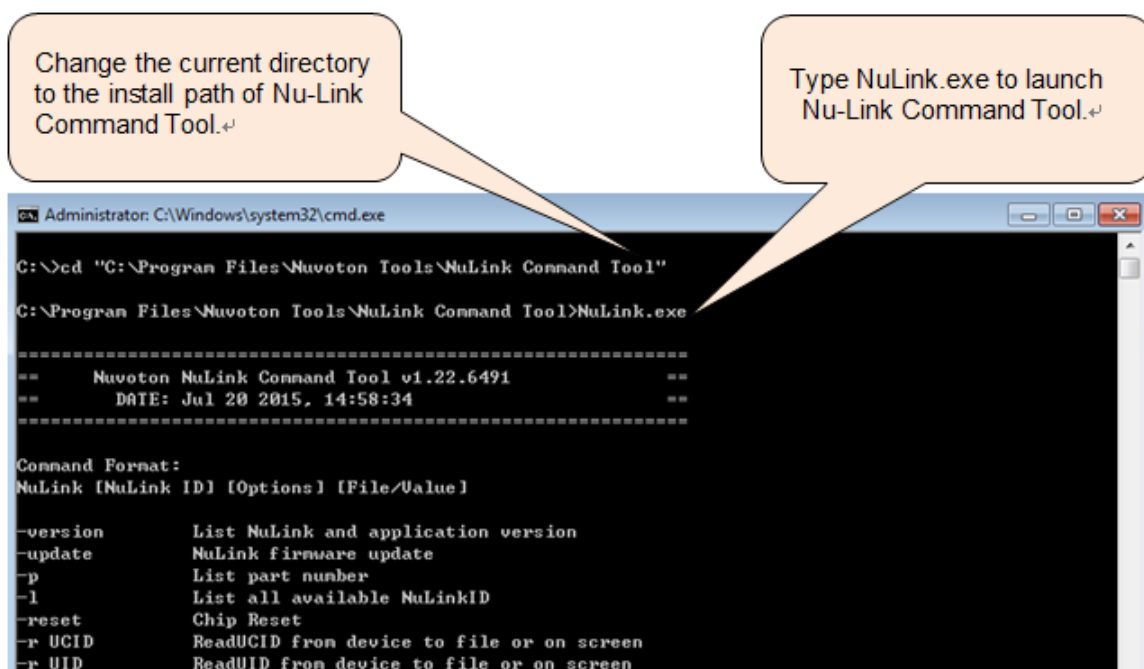 Change the current directory
to the install path of Nu-Link
Command Tool.↵
Type NuLink.exe to launch
Nu-Link Command Tool.↵
Administrator: C:\Windows\system32\cmd.exe
C:\>cd "C:\Program Files\Nuvoton Tools\NuLink Command Tool"
C:\Program Files\Nuvoton Tools\NuLink Command Tool>NuLink.exe
==============================================================
== Nuvoton NuLink Command Tool v1.22.6491 ==
== DATE: Jul 20 2015, 14:58:34 ==
==============================================================
Command Format:
NuLink [NuLink ID] [Options] [File/Value]
-version List NuLink and application version
-update NuLink firmware update
-p List part number
-l List all available NuLinkID
-reset Chip Reset
-r UCID ReadUCID from device to file or on screen
-r UID ReadUID from device to file or on screen